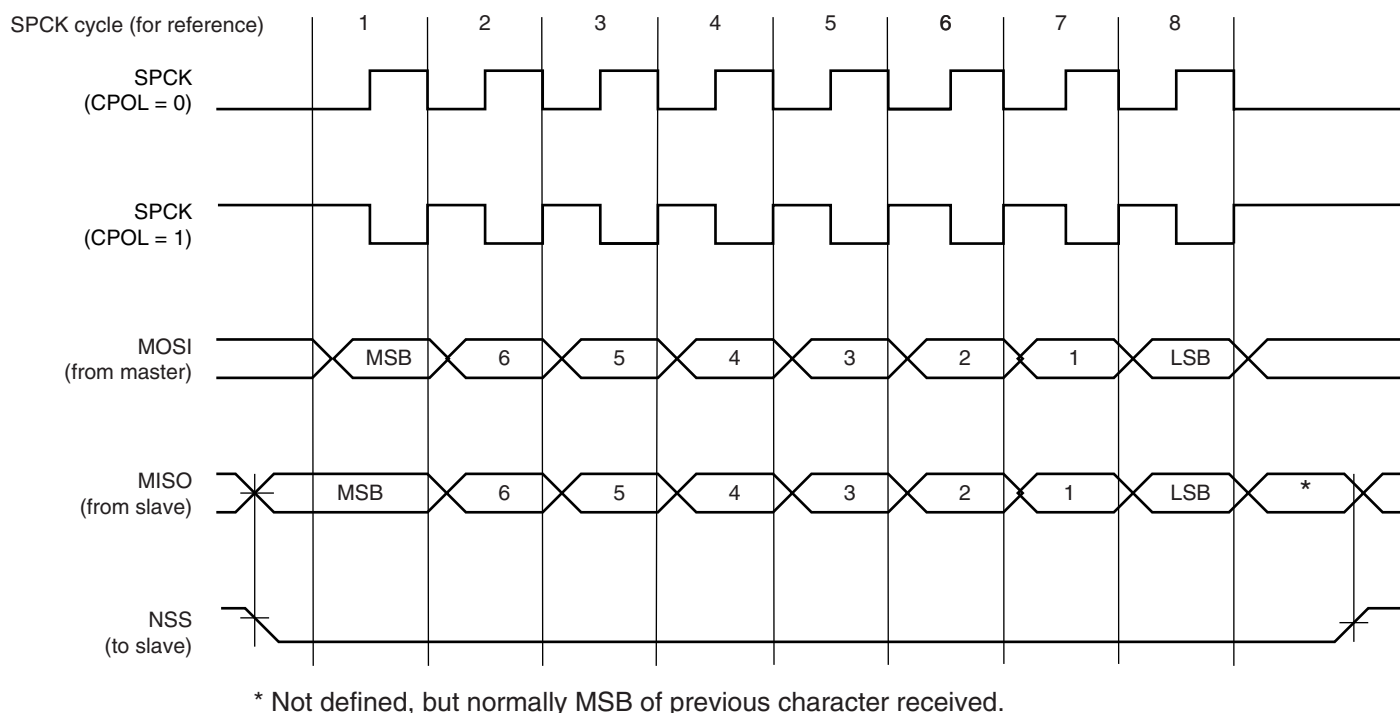 SPCK cycle (for reference) 1 2 3 4 5 6 7 8
SPCK
(CPOL = 0)
SPCK
(CPOL = 1)
MOSI
(from master)
MSB 6 5 4 3 2 1 LSB
MISO
(from slave)
MSB 6 5 4 3 2 1 LSB *
NSS
(to slave)
* Not defined, but normally MSB of previous character received.